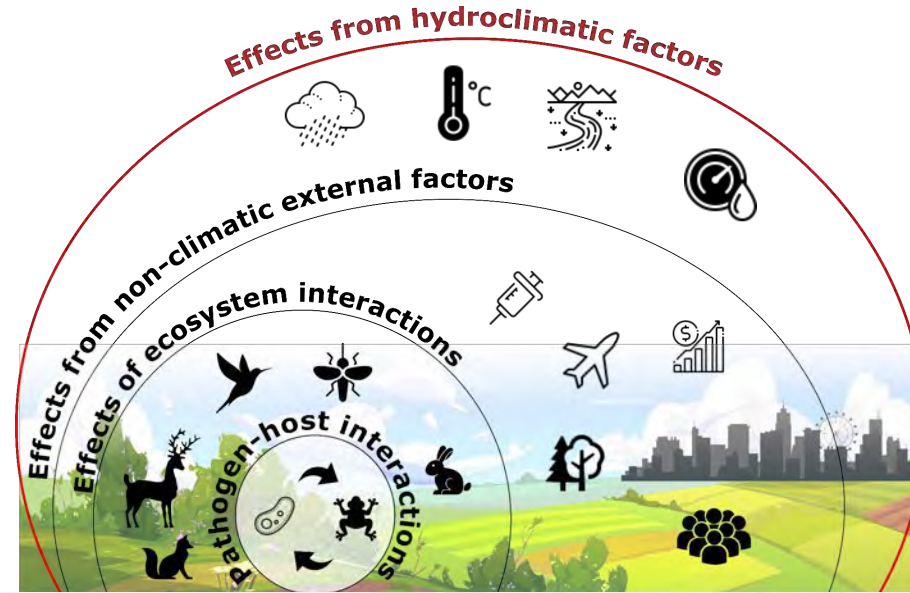 Effects from hydroclimatic factors
°C
Effects from non-climatic external factors
$
Effects of ecosystem interactions
Pathogen-host interactions